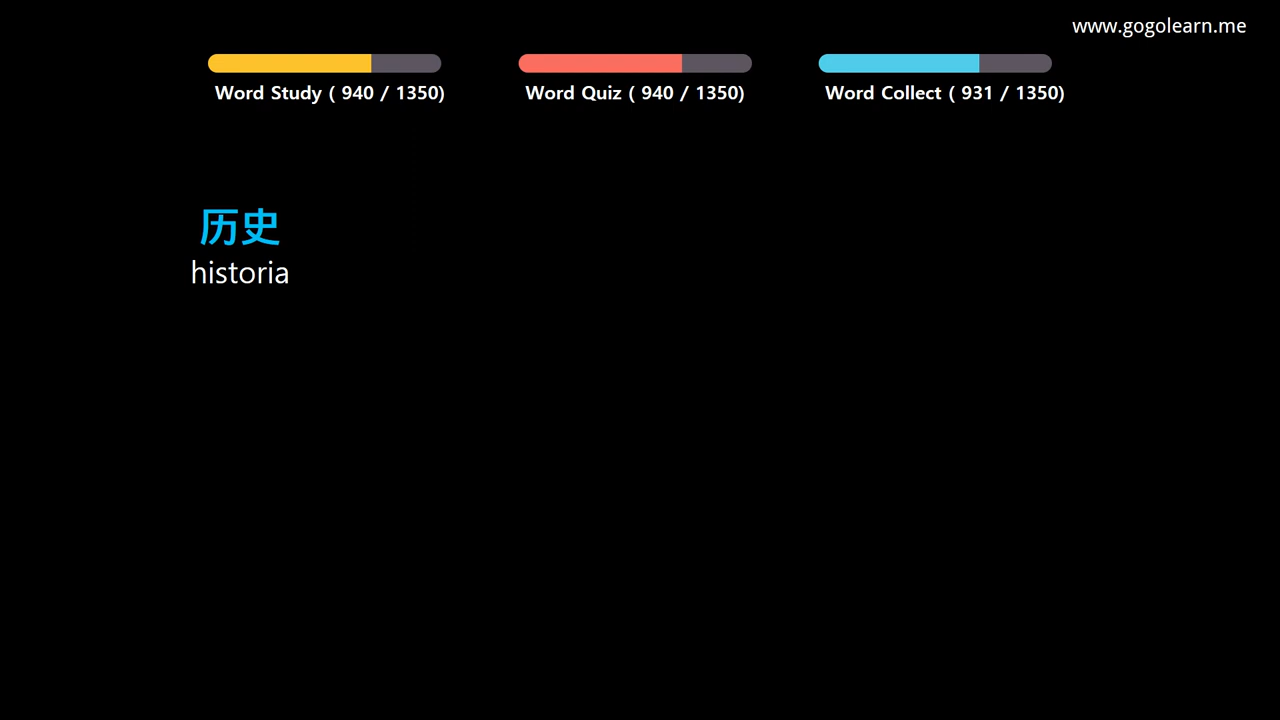 www.gogolearn.me
Word Study ( 940 / 1350)
Word Quiz ( 940 / 1350)
Word Collect ( 931 / 1350)
历史
historia